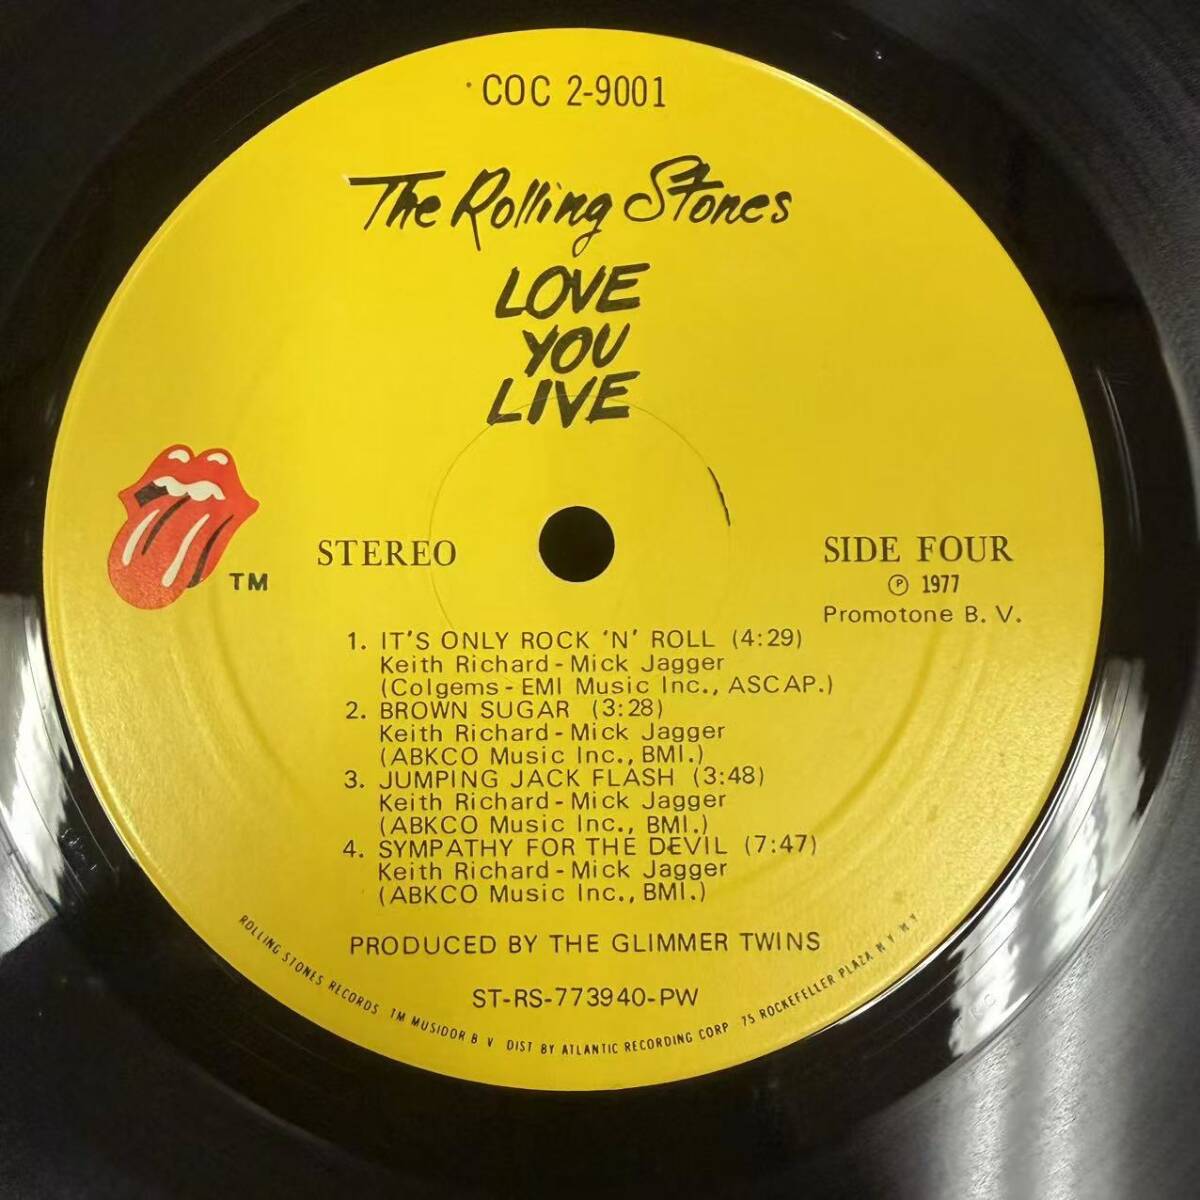 COC 2-9001
The Rolling Stones
LOVE
YOU
LIVE
TM
STEREO
SIDE FOUR
℗ 1977
Promotone B. V.
1. IT'S ONLY ROCK 'N' ROLL (4:29)
Keith Richard - Mick Jagger
(Colgems - EMI Music Inc., ASCAP.)
2. BROWN SUGAR (3:28)
Keith Richard - Mick Jagger
(ABKCO Music Inc., BMI.)
3. JUMPING JACK FLASH (3:48)
Keith Richard - Mick Jagger
(ABKCO Music Inc., BMI.)
4. SYMPATHY FOR THE DEVIL (7:47)
Keith Richard - Mick Jagger
(ABKCO Music Inc., BMI.)
PRODUCED BY THE GLIMMER TWINS
ST-RS-773940-PW
ROLLING STONES RECORDS TM MUSIDOR B V DIST BY ATLANTIC RECORDING CORP 75 ROCKEFELLER PLAZA N Y N Y